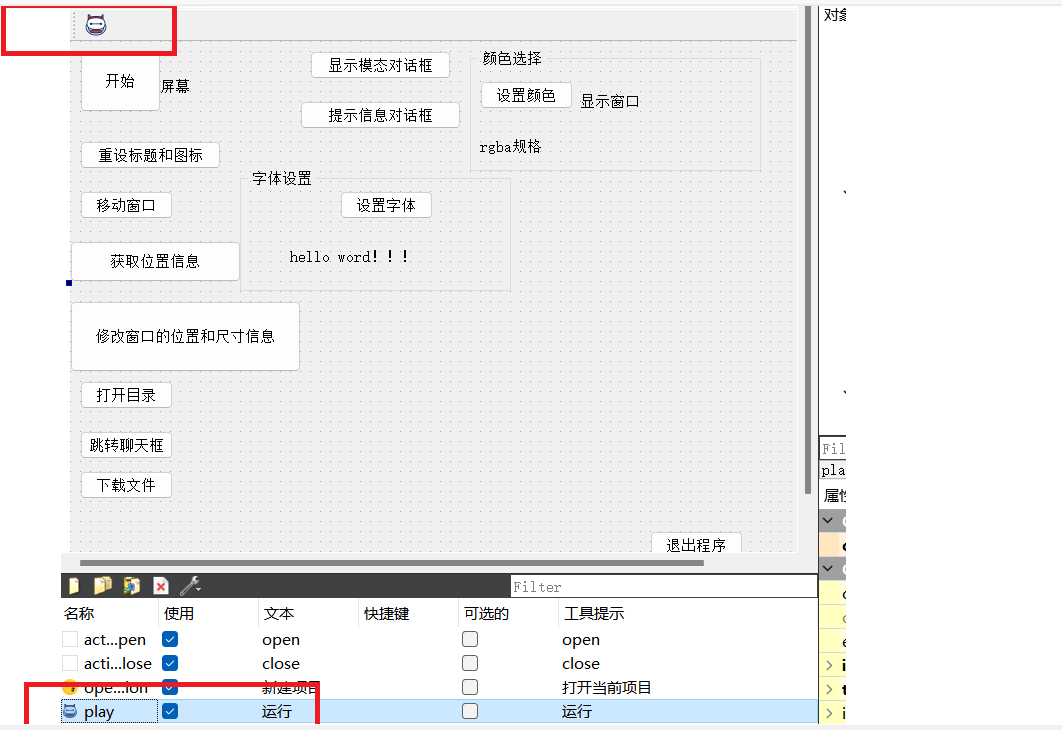 对象
开始
屏幕
显示模态对话框
颜色选择
设置颜色
显示窗口
提示信息对话框
rgba规格
重设标题和图标
字体设置
移动窗口
设置字体
获取位置信息
hello word！！！
修改窗口的位置和尺寸信息
打开目录
跳转聊天框
下载文件
退出程序
Fil
pla
属性
Filter
名称 使用 文本 快捷键 可选的 工具提示
act...pen open open
acti...lose close close
ope...ion 新建项目 打开当前项目
play 运行 运行